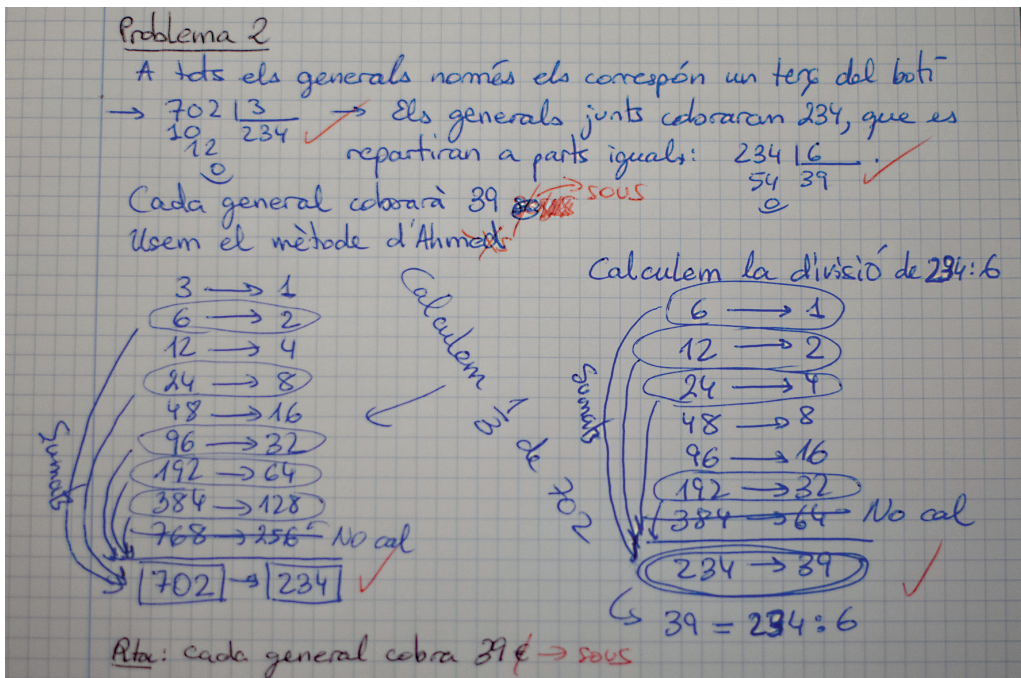 Problema 2
A tots els generals només els correspón un terç del botí
→ 702 | 3 → Els generals junts cobraran 234, que es
10 234
12 repartiran a parts iguals: 234 | 6
0 54 39
0
Cada general cobrarà 39 → sous
Usem el mètode d'Ahmed
3 → 1
6 → 2
12 → 4
24 → 8
48 → 16
96 → 32
192 → 64
384 → 128
768 → 256 No cal
702 → 234
Sumats
Calculem 1/3 de 702
Calculem la divisió de 234:6
6 → 1
12 → 2
24 → 4
48 → 8
96 → 16
192 → 32
384 → 64 No cal
234 → 39
Sumats
39 = 234 : 6
Rta: cada general cobra 39 € → sous